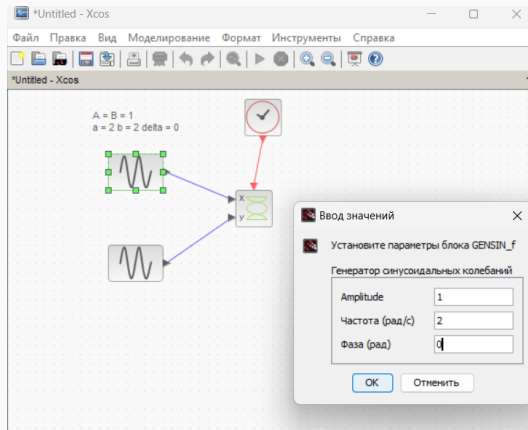 *Untitled - Xcos
Файл Правка Вид Моделирование Формат Инструменты Справка
*Untitled - Xcos
A = B = 1
a = 2 b = 2 delta = 0
x
y
Ввод значений
Установите параметры блока GENSIN_f
Генератор синусоидальных колебаний
Amplitude 1
Частота (рад/с) 2
Фаза (рад) 0
OK Отменить